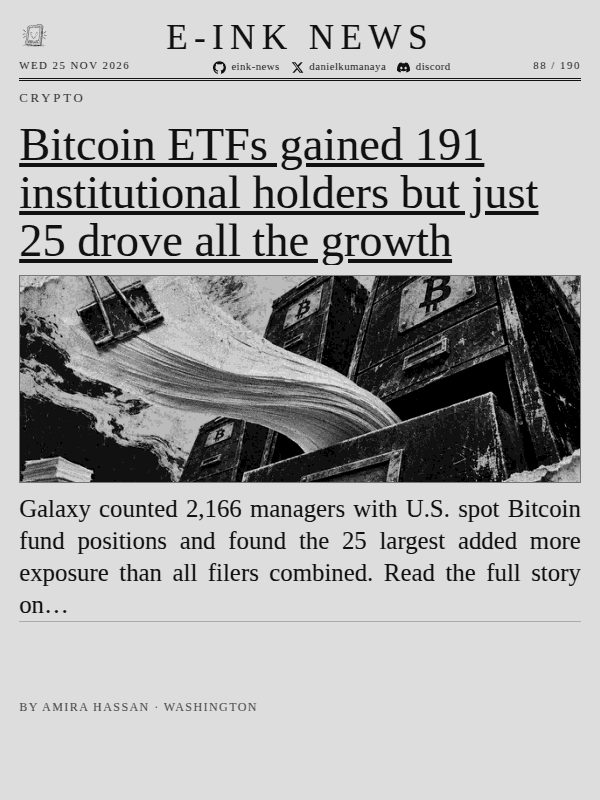 E-INK NEWS
WED 25 NOV 2026 eink-news danielkumanaya discord 88 / 190
CRYPTO
Bitcoin ETFs gained 191
institutional holders but just
25 drove all the growth
Galaxy counted 2,166 managers with U.S. spot Bitcoin
fund positions and found the 25 largest added more
exposure than all filers combined. Read the full story
on…
BY AMIRA HASSAN · WASHINGTON